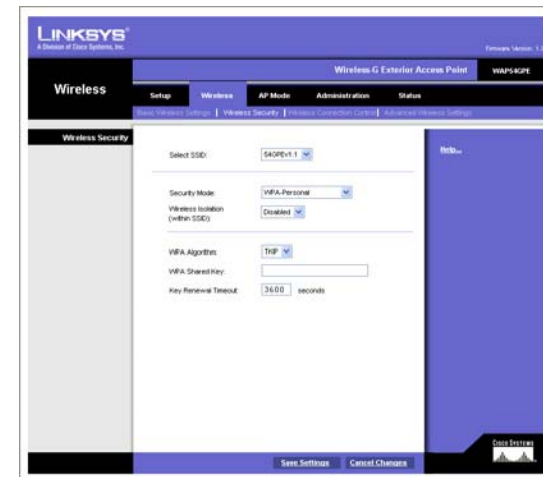 LINKSYS®
A Division of Cisco Systems, Inc.
Firmware Version: 1.
Wireless-G Exterior Access Point
WAP54GPE
Wireless
Setup
Wireless
AP Mode
Administration
Status
Basic Wireless Settings | Wireless Security | Wireless Connection Control | Advanced Wireless Settings
Wireless Security
Select SSID:
54GPEv1.1
Help...
Security Mode:
WPA-Personal
Wireless Isolation
(within SSID):
Disabled
WPA Algorithm:
TKIP
WPA Shared Key:
Key Renewal Timeout:
3600 seconds
Save Settings
Cancel Changes
CISCO SYSTEMS